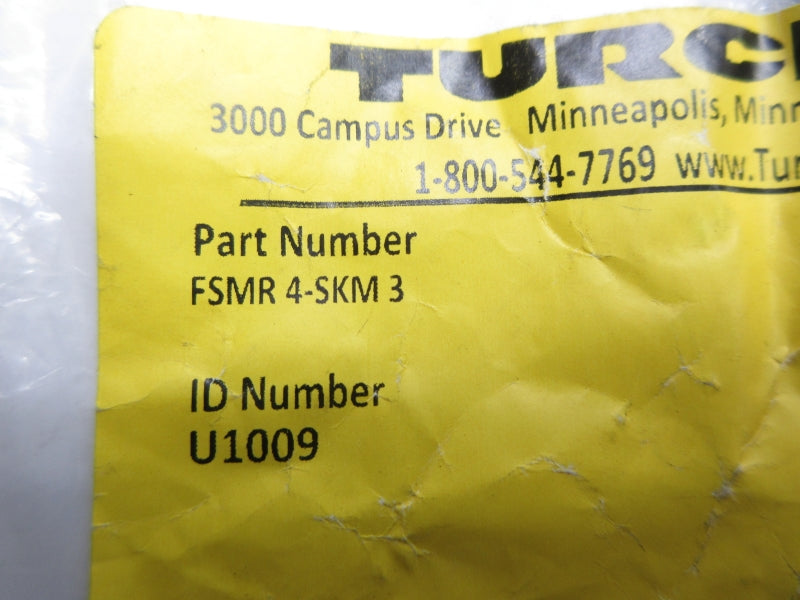 TURC
3000 Campus Drive Minneapolis, Minn
1-800-544-7769 www.Tur
Part Number
FSMR 4-SKM 3
ID Number
U1009